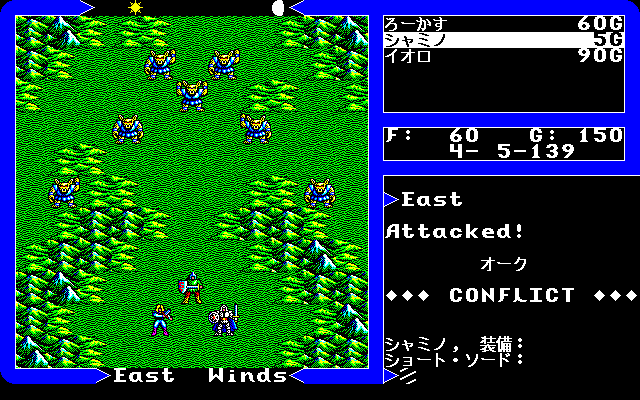 ろーかす 60G
シャミノ 5G
イオロ 90G
F: 60 G: 150
4- 5-139
East
Attacked!
オーク
◆◆◆ CONFLICT ◆◆◆
シャミノ, 装備:
ショート・ソード:
East Winds